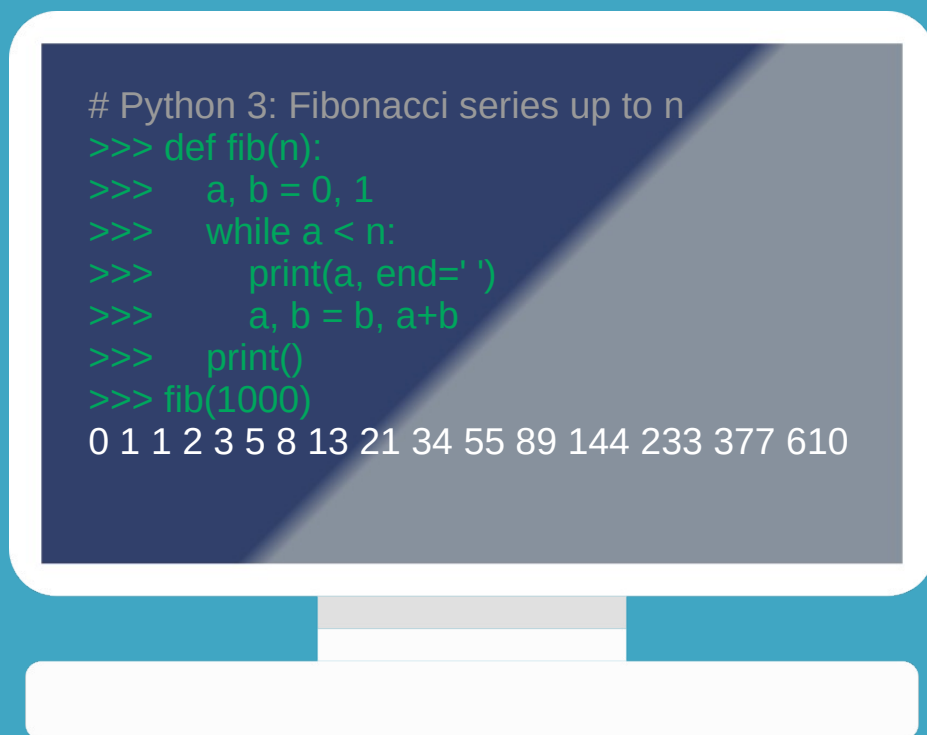 # Python 3: Fibonacci series up to n
>>> def fib(n):
>>>     a, b = 0, 1
>>>     while a < n:
>>>         print(a, end=' ')
>>>         a, b = b, a+b
>>>     print()
>>> fib(1000)
0 1 1 2 3 5 8 13 21 34 55 89 144 233 377 610